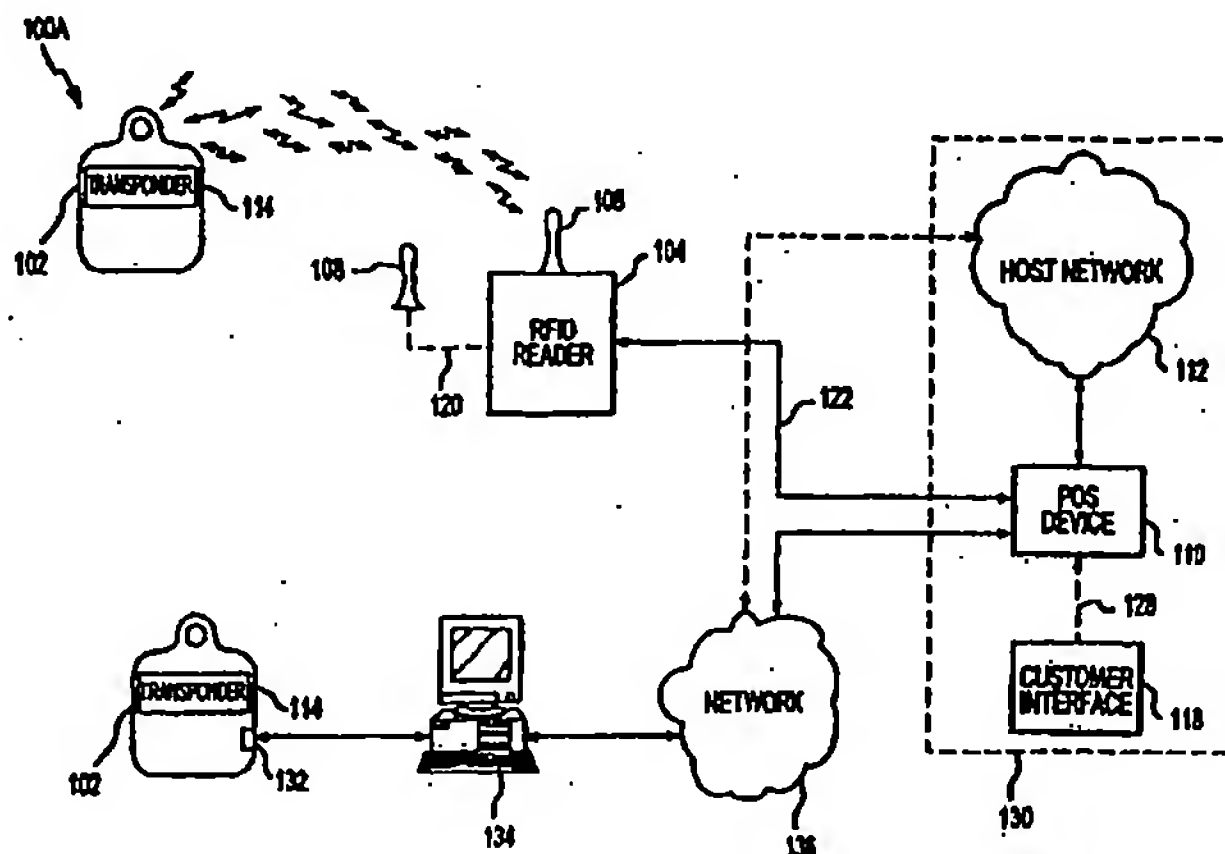 100A
TRANSPONDER
102
114
108
106
104
RFID
READER
120
122
HOST NETWORK
112
POS
DEVICE
110
128
CUSTOMER
INTERFACE
118
130
TRANSPONDER
114
102
132
134
NETWORK
136